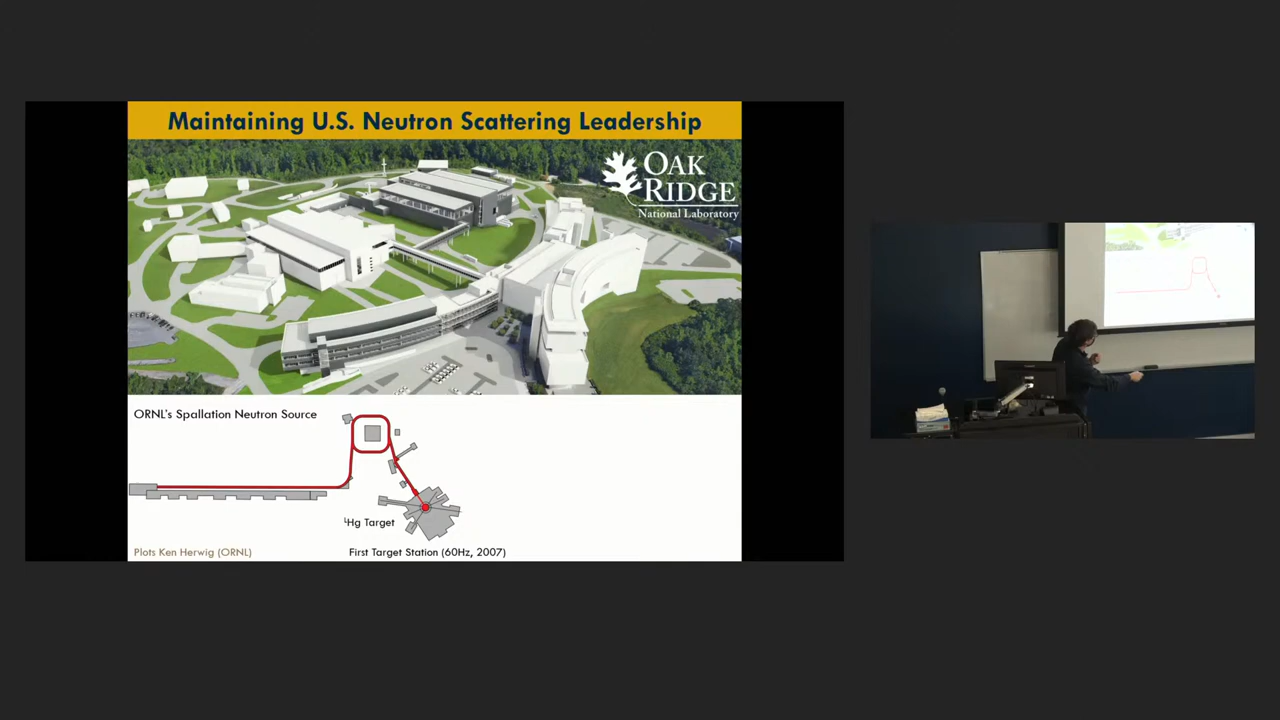 Maintaining U.S. Neutron Scattering Leadership
OAK
RIDGE
National Laboratory
ORNL's Spallation Neutron Source
Hg Target
Plots Ken Herwig (ORNL)
First Target Station (60Hz, 2007)